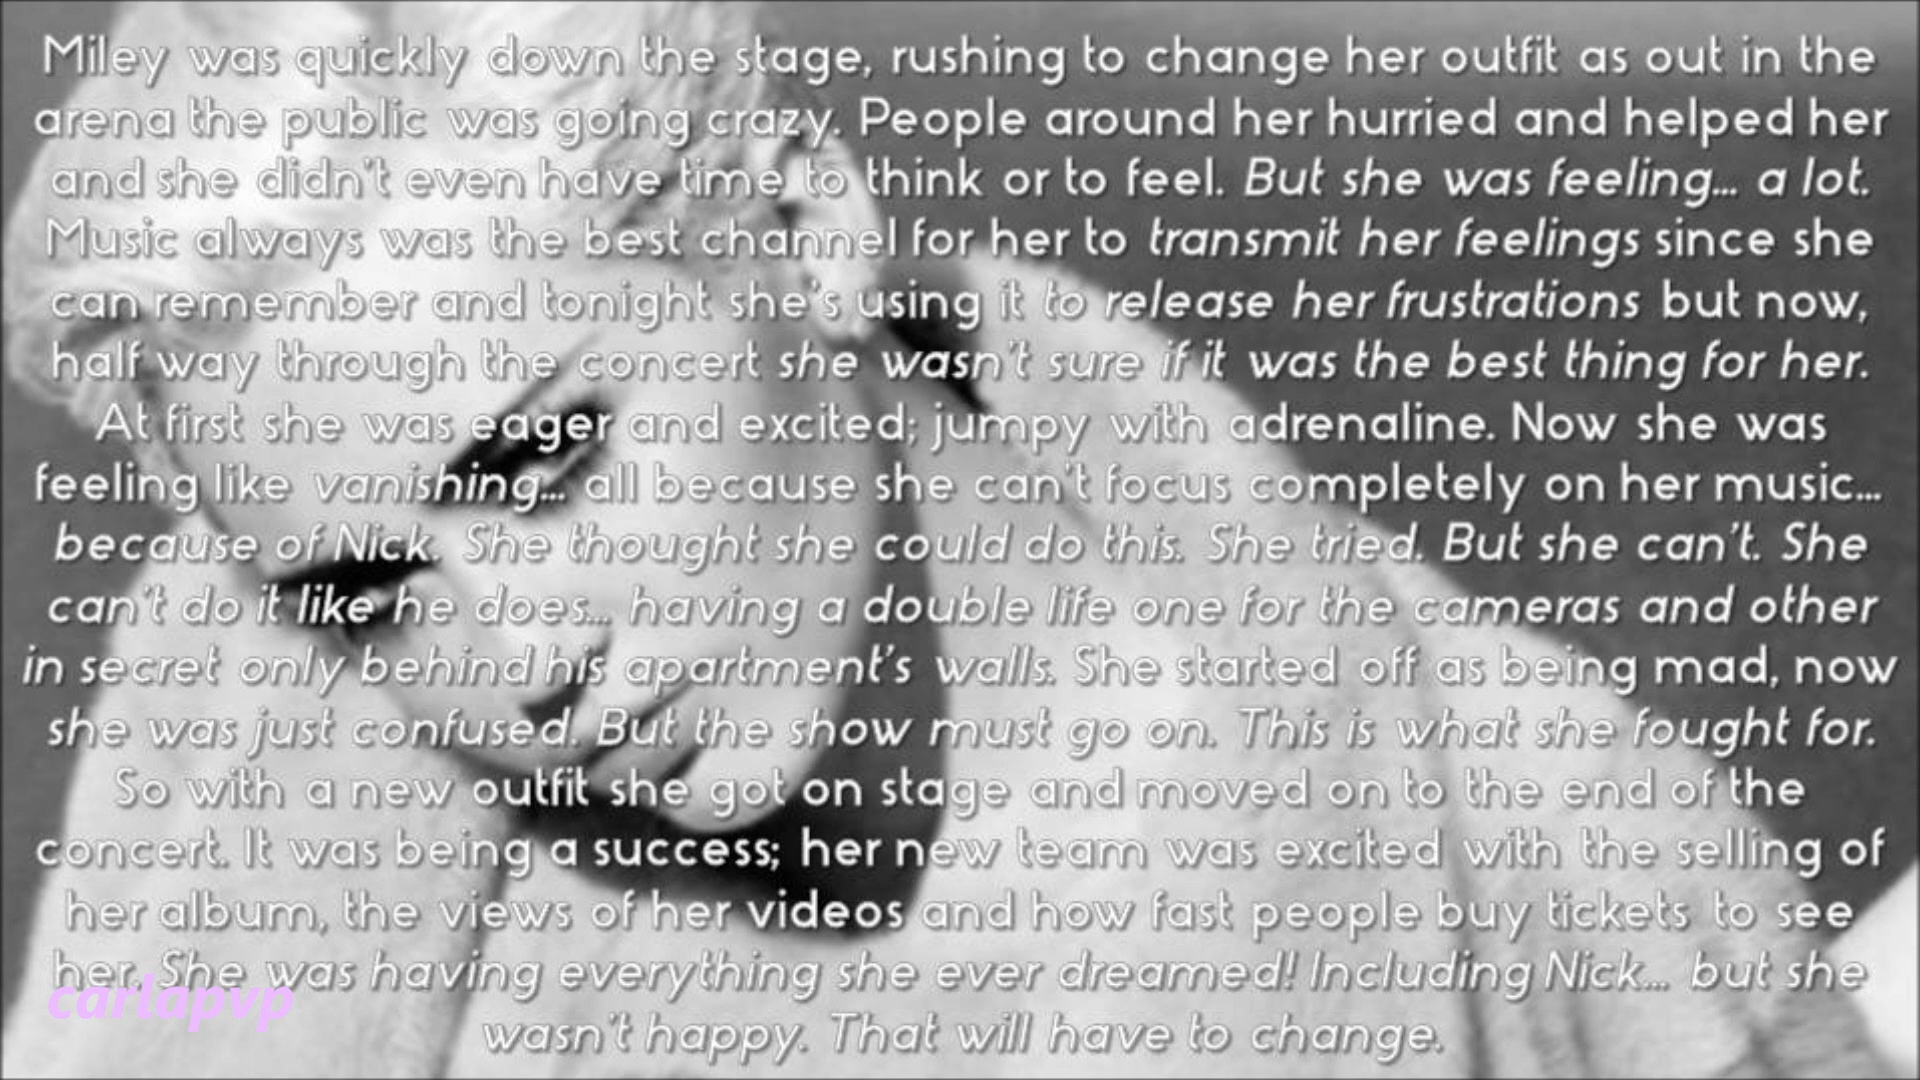 Miley was quickly down the stage, rushing to change her outfit as out in the
arena the public was going crazy. People around her hurried and helped her
and she didn't even have time to think or to feel. But she was feeling... a lot.
Music always was the best channel for her to transmit her feelings since she
can remember and tonight she's using it to release her frustrations but now,
half way through the concert she wasn't sure if it was the best thing for her.
At first she was eager and excited; jumpy with adrenaline. Now she was
feeling like vanishing... all because she can't focus completely on her music...
because of Nick. She thought she could do this. She tried. But she can't. She
can't do it like he does... having a double life one for the cameras and other
in secret only behind his apartment's walls. She started off as being mad, now
she was just confused. But the show must go on. This is what she fought for.
So with a new outfit she got on stage and moved on to the end of the
concert. It was being a success; her new team was excited with the selling of
her album, the views of her videos and how fast people buy tickets to see
her. She was having everything she ever dreamed! Including Nick... but she
wasn't happy. That will have to change.
carlapvp